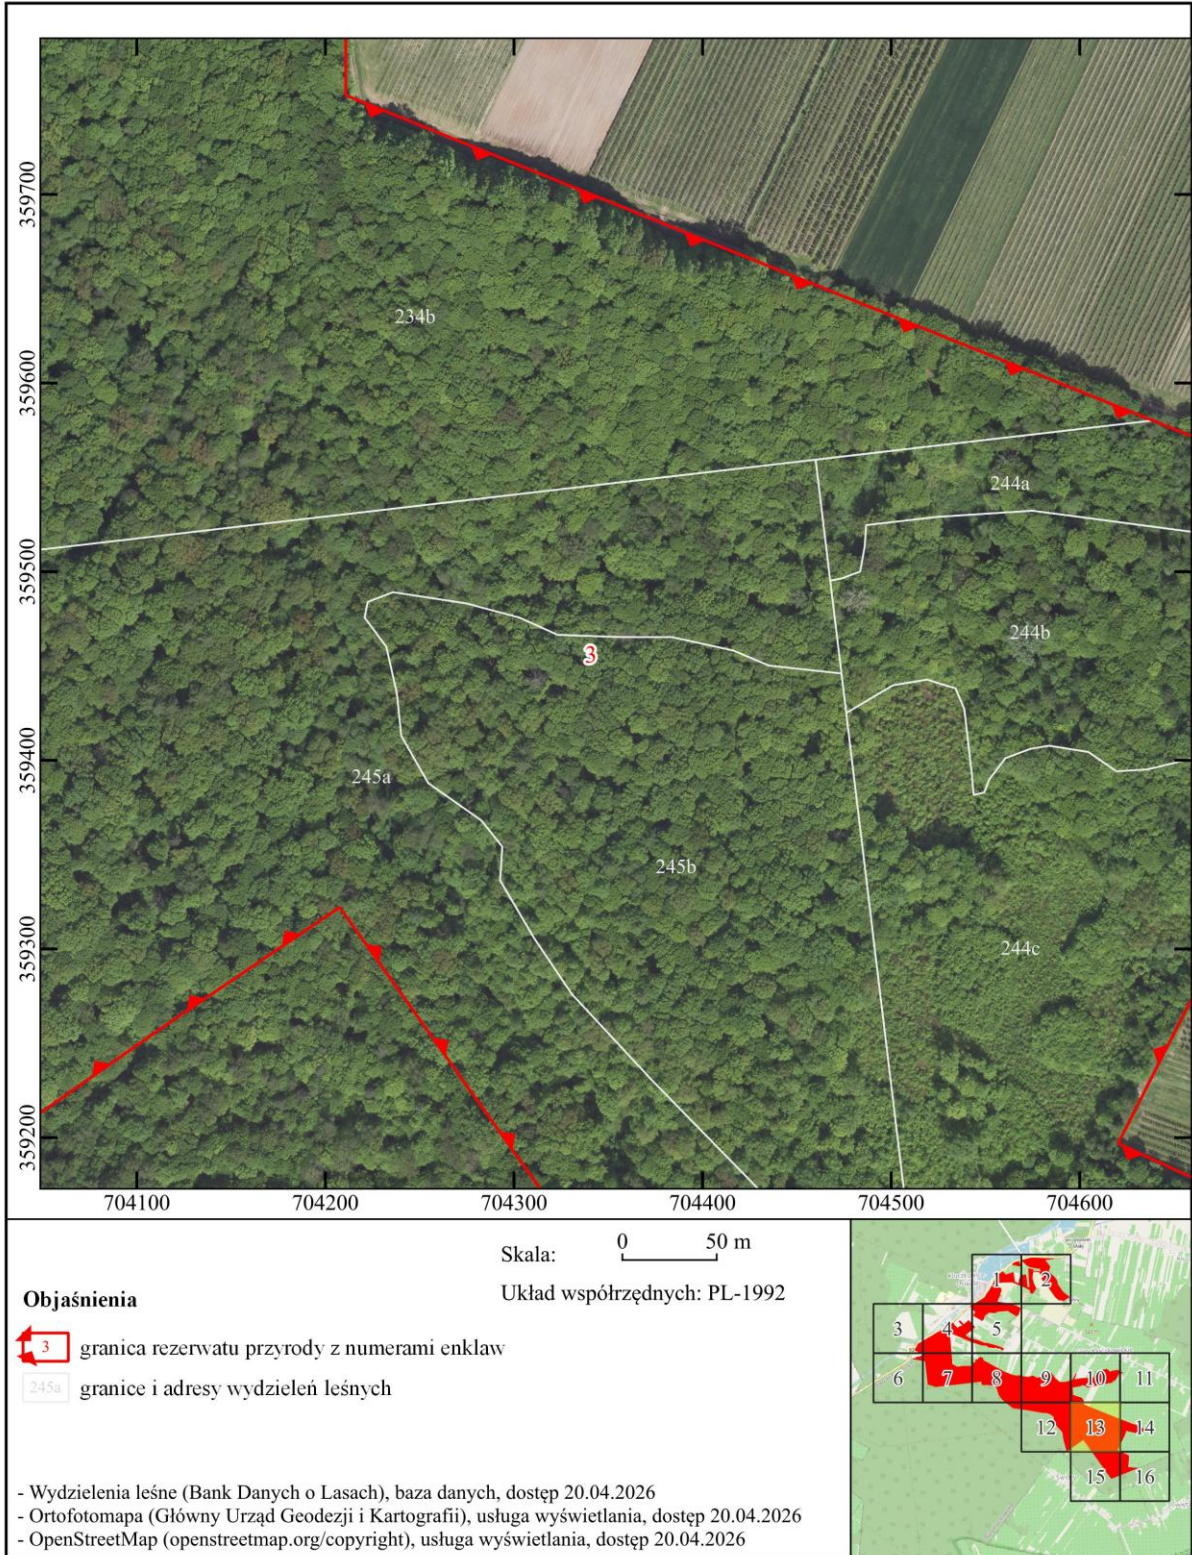 359700
359600
359500
359400
359300
359200
234b
244a
244b
3
245a
245b
244c
704100
704200
704300
704400
704500
704600
Skala:
0
50 m
Układ współrzędnych: PL-1992
Objaśnienia
3
granica rezerwatu przyrody z numerami enklaw
245a
granice i adresy wydzieleń leśnych
- Wydzielenia leśne (Bank Danych o Lasach), baza danych, dostęp 20.04.2026
- Ortofotomapa (Główny Urząd Geodezji i Kartografii), usługa wyświetlania, dostęp 20.04.2026
- OpenStreetMap (openstreetmap.org/copyright), usługa wyświetlania, dostęp 20.04.2026
1
2
3
4
5
6
7
8
9
10
11
12
13
14
15
16